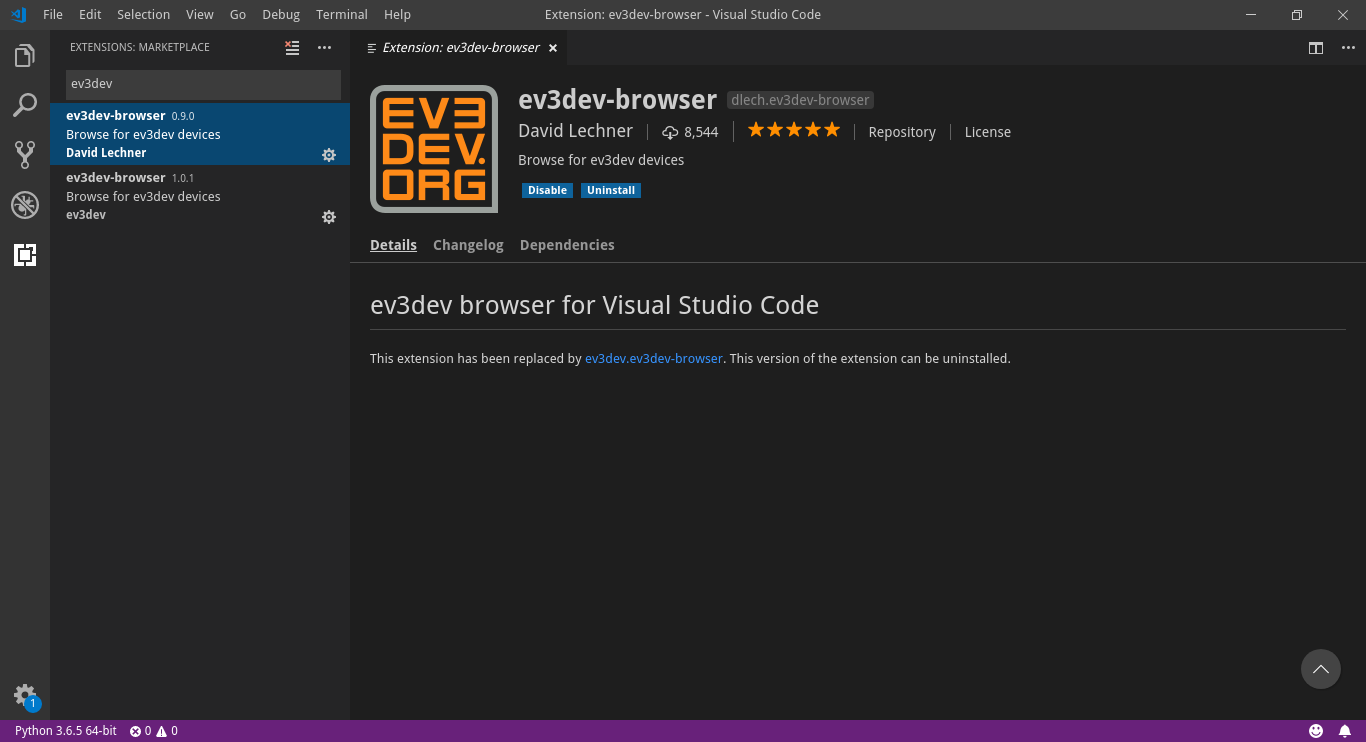 File Edit Selection View Go Debug Terminal Help Extension: ev3dev-browser - Visual Studio Code
EXTENSIONS: MARKETPLACE
ev3dev
ev3dev-browser 0.9.0
Browse for ev3dev devices
David Lechner
ev3dev-browser 1.0.1
Browse for ev3dev devices
ev3dev
Extension: ev3dev-browser
EV3
DEV.
ORG
ev3dev-browser dlech.ev3dev-browser
David Lechner 8,544 Repository License
Browse for ev3dev devices
Disable Uninstall
Details Changelog Dependencies
ev3dev browser for Visual Studio Code
This extension has been replaced by ev3dev.ev3dev-browser. This version of the extension can be uninstalled.
1
Python 3.6.5 64-bit 0 0